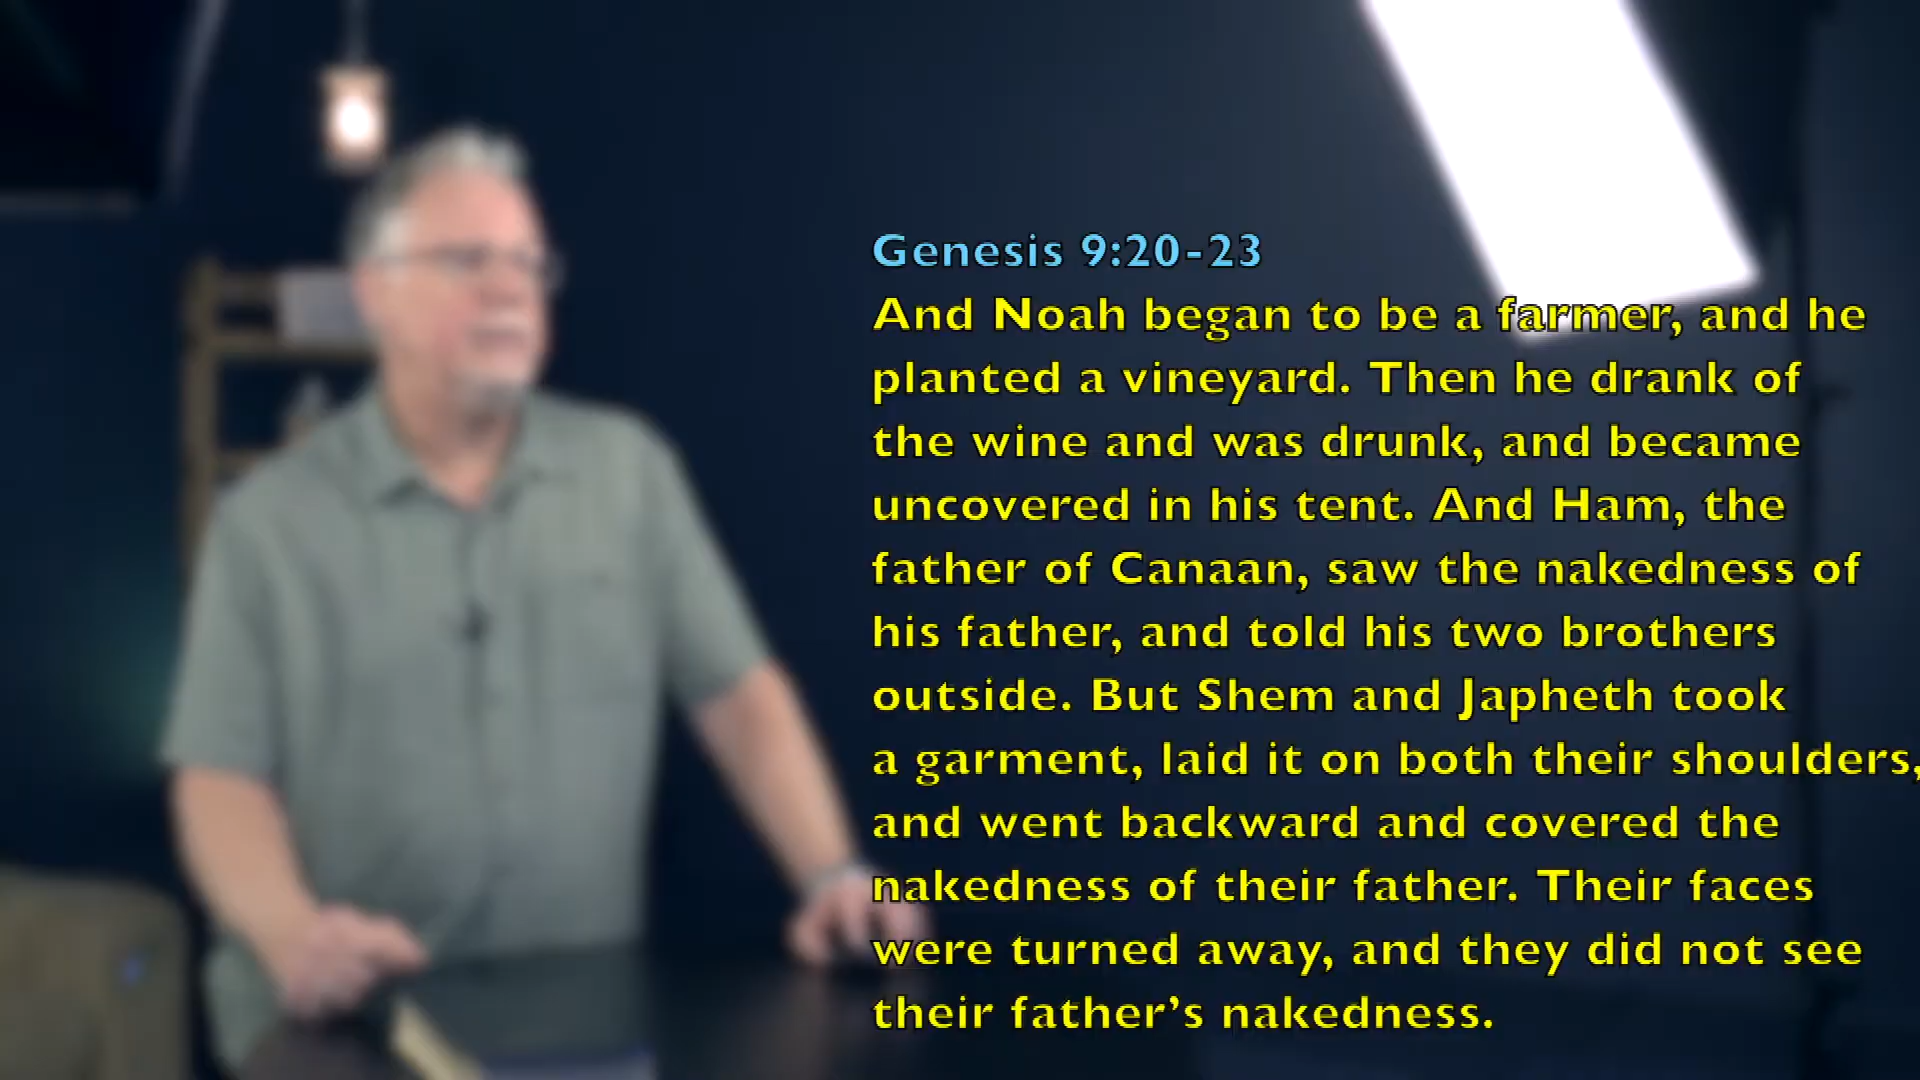 Genesis 9:20-23
And Noah began to be a farmer, and he
planted a vineyard. Then he drank of
the wine and was drunk, and became
uncovered in his tent. And Ham, the
father of Canaan, saw the nakedness of
his father, and told his two brothers
outside. But Shem and Japheth took
a garment, laid it on both their shoulders,
and went backward and covered the
nakedness of their father. Their faces
were turned away, and they did not see
their father’s nakedness.